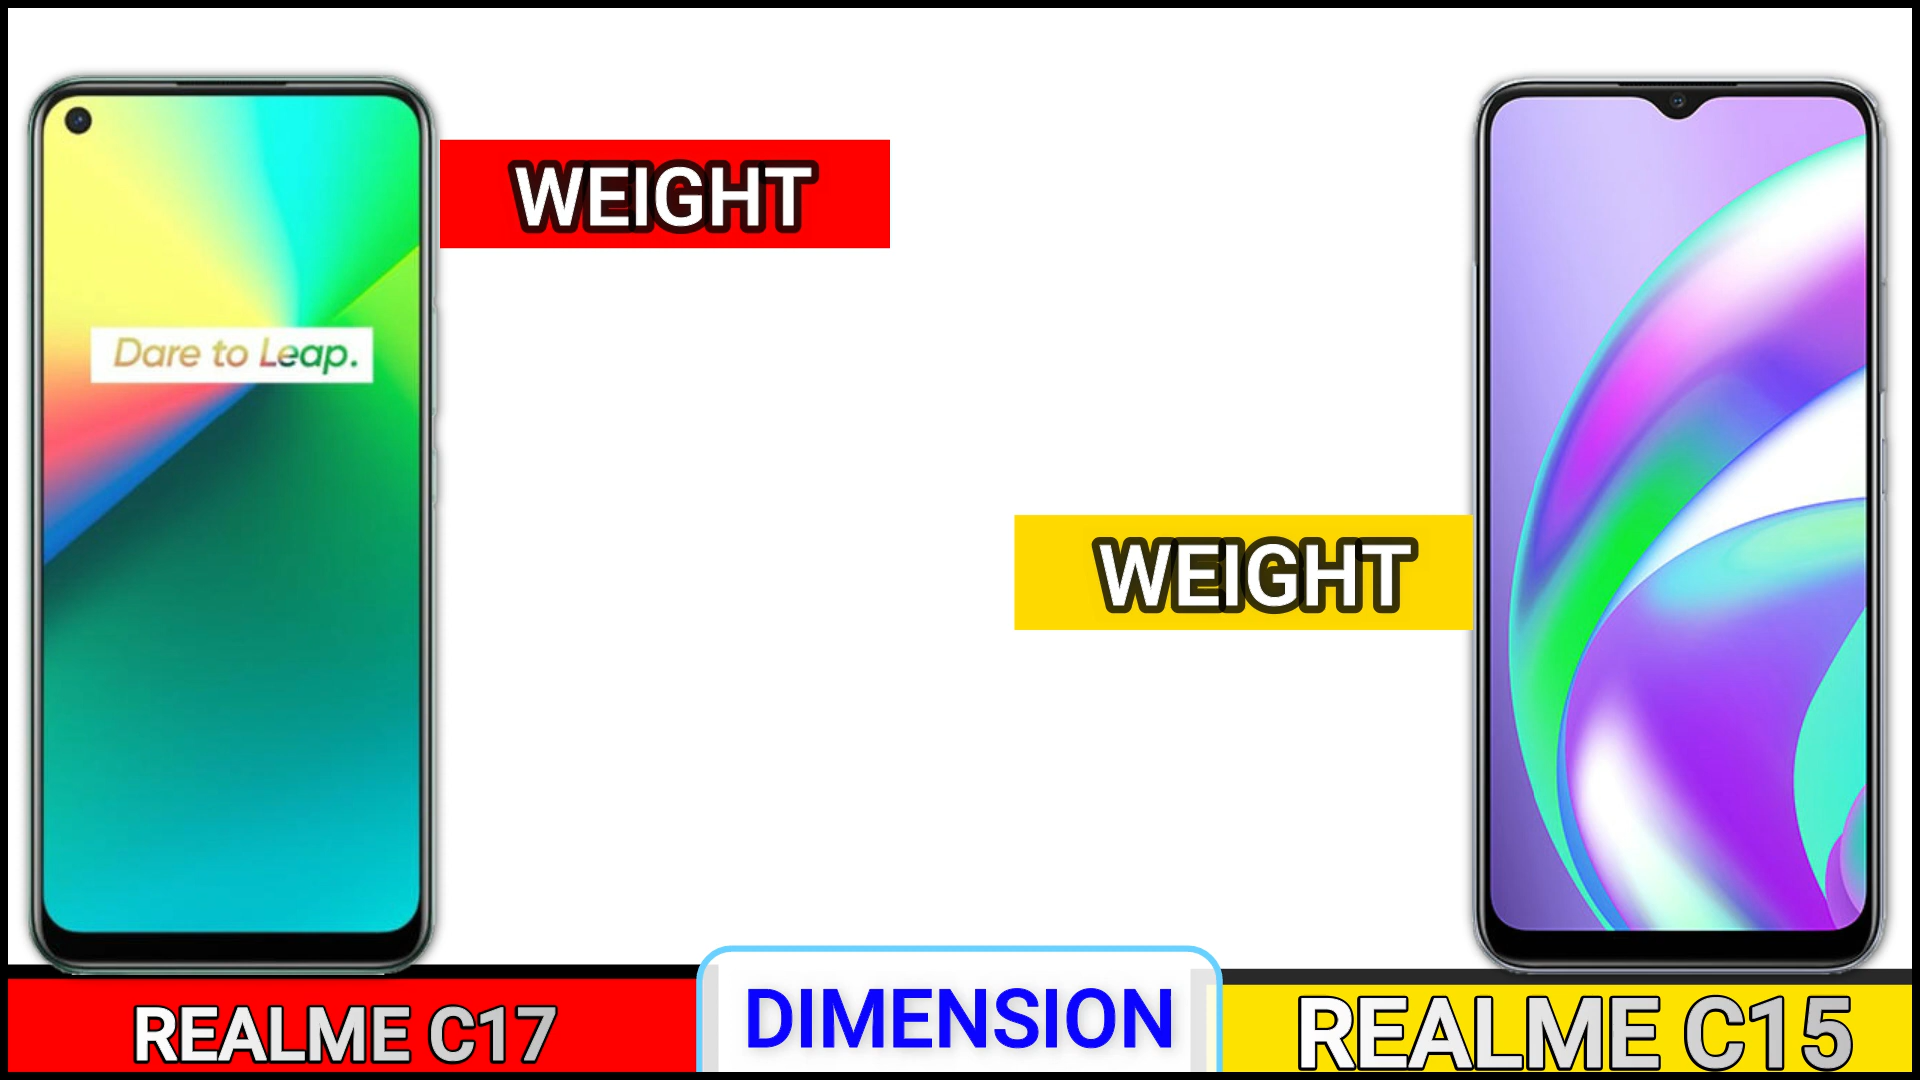 WEIGHT
Dare to Leap.
WEIGHT
REALME C17
DIMENSION
REALME C15